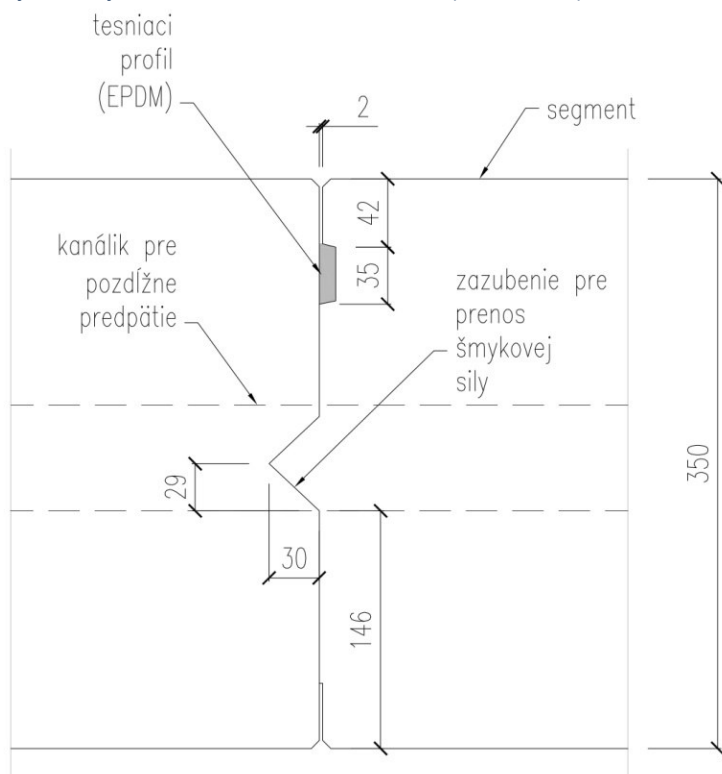 tesniaci
profil
(EPDM)
2
segment
42
35
kanálik pre
pozdĺžne
predpätie
zazubenie pre
prenos
šmykovej
sily
29
30
146
350